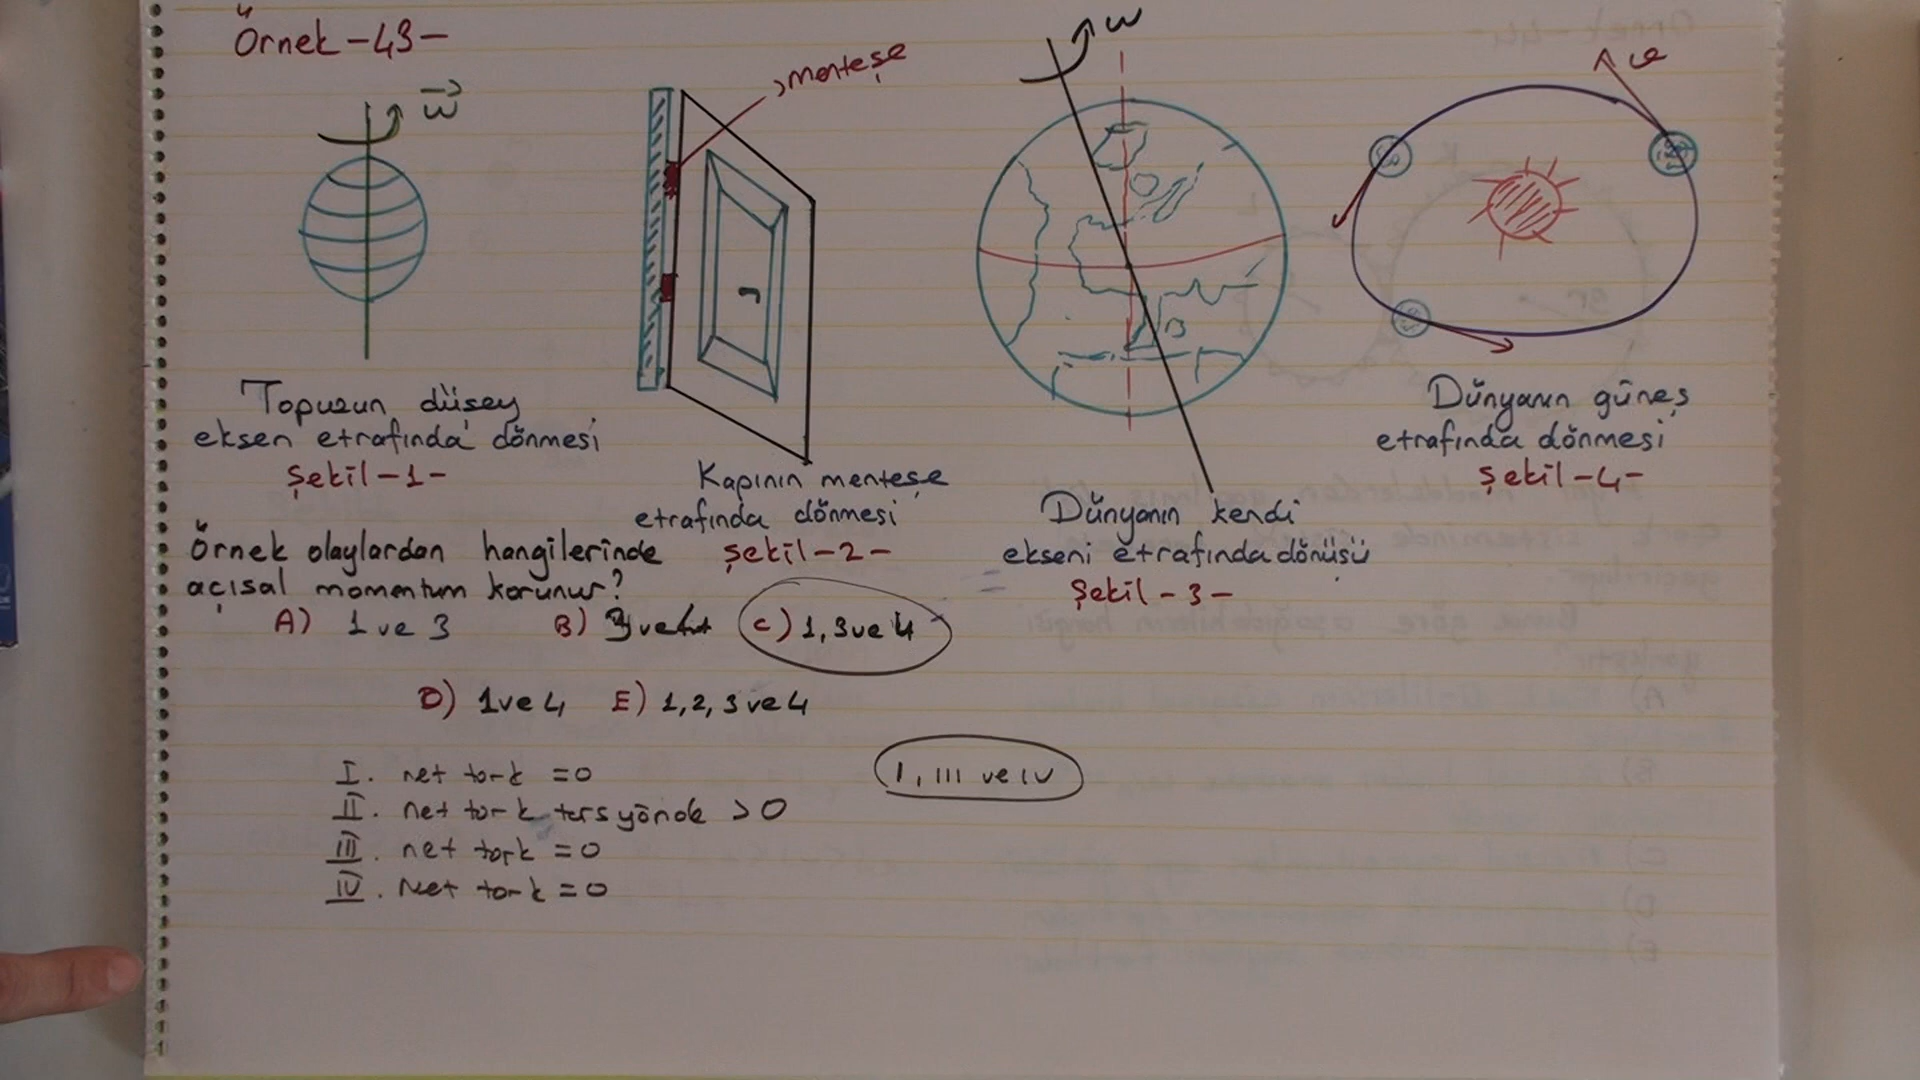 Örnek -43-
ω
menteşe
ω
v
Topuzun düşey
eksen etrafında dönmesi
Şekil -1-
Kapının menteşe
etrafında dönmesi
Şekil -2-
Dünyanın kendi
ekseni etrafında dönüşü
Şekil -3-
Dünyanın güneş
etrafında dönmesi
Şekil -4-
Örnek olaylardan hangilerinde
açısal momentum korunur?
A) 1 ve 3 B) ve C) 1, 3 ve 4
D) 1 ve 4 E) 1, 2, 3 ve 4
I. net tork = 0
II. net tork ters yönde > 0
III. net tork = 0
IV. Net tork = 0
I, III ve IV